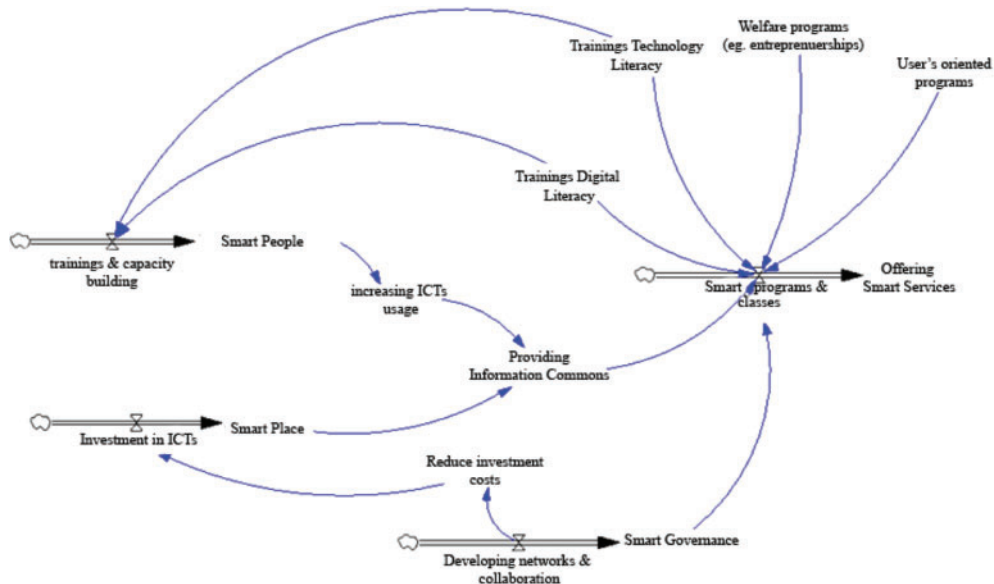 Welfare programs
(eg. entreprenuerships)
Trainings Technology
Literacy
User's oriented
programs
Trainings Digital
Literacy
Smart People
trainings & capacity
building
Offering
Smart Services
Smart programs &
classes
increasing ICTs
usage
Providing
Information Commons
Smart Place
Investment in ICTs
Reduce investment
costs
Smart Governance
Developing networks &
collaboration